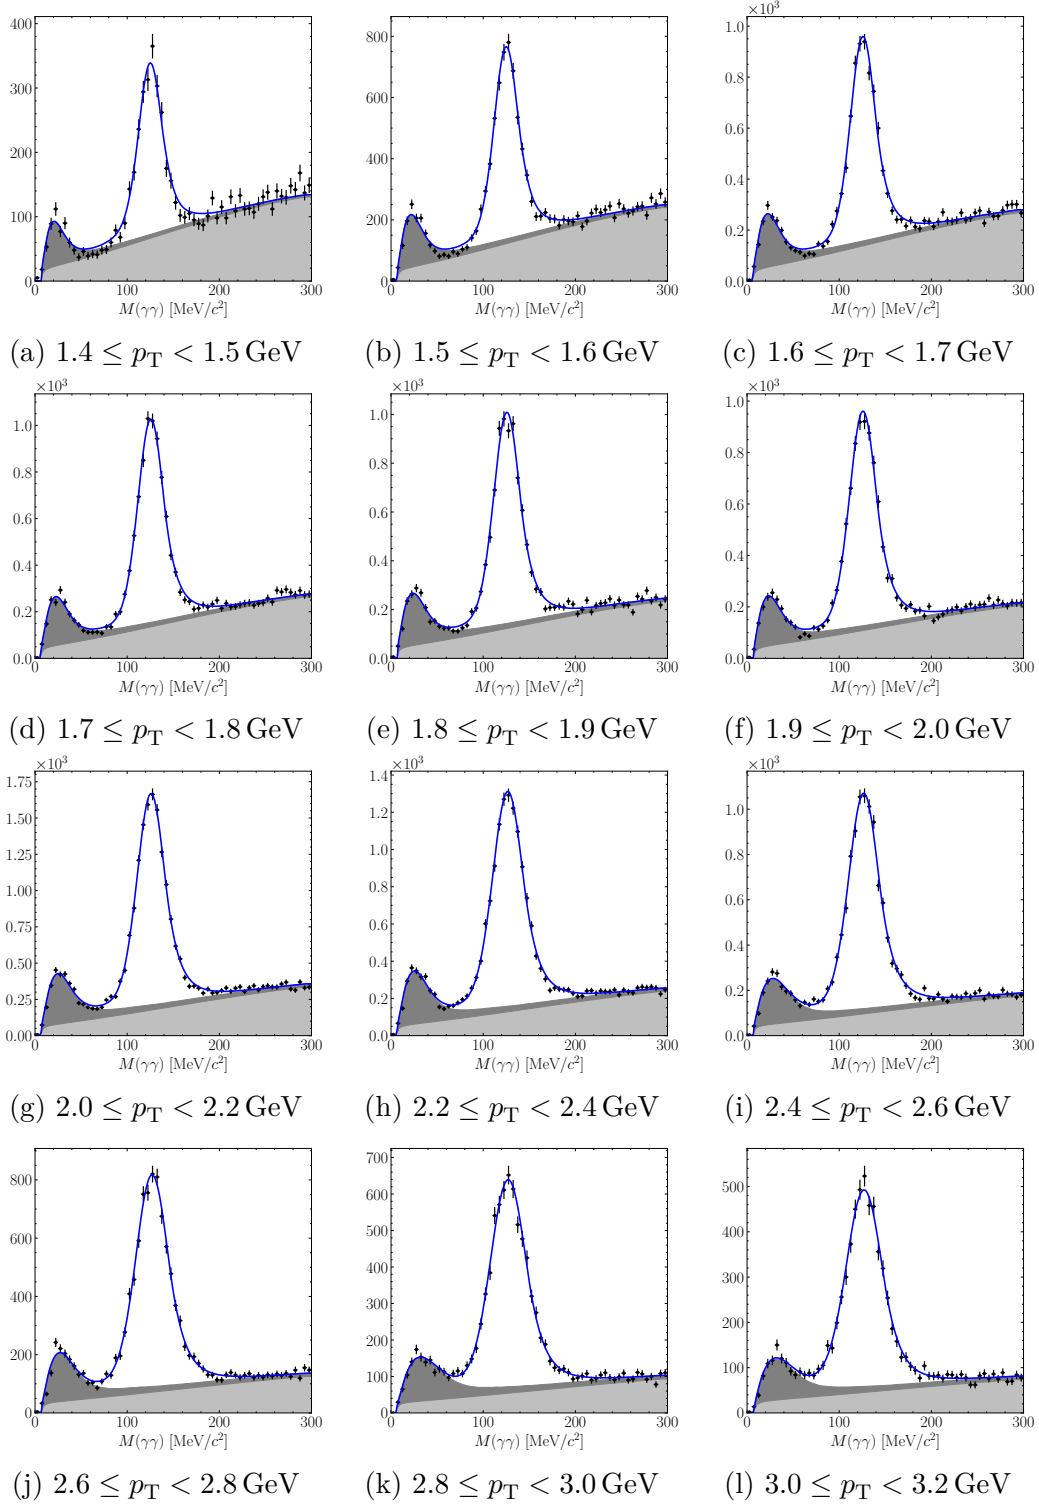 400
300
200
100
0
0 100 200 300
M(γγ) [MeV/c²]
(a) 1.4 ≤ p_T < 1.5 GeV
800
600
400
200
0
0 100 200 300
M(γγ) [MeV/c²]
(b) 1.5 ≤ p_T < 1.6 GeV
×10³
1.0
0.8
0.6
0.4
0.2
0.0
0 100 200 300
M(γγ) [MeV/c²]
(c) 1.6 ≤ p_T < 1.7 GeV
×10³
1.0
0.8
0.6
0.4
0.2
0.0
0 100 200 300
M(γγ) [MeV/c²]
(d) 1.7 ≤ p_T < 1.8 GeV
×10³
1.0
0.8
0.6
0.4
0.2
0.0
0 100 200 300
M(γγ) [MeV/c²]
(e) 1.8 ≤ p_T < 1.9 GeV
×10³
1.0
0.8
0.6
0.4
0.2
0.0
0 100 200 300
M(γγ) [MeV/c²]
(f) 1.9 ≤ p_T < 2.0 GeV
×10³
1.75
1.50
1.25
1.00
0.75
0.50
0.25
0.00
0 100 200 300
M(γγ) [MeV/c²]
(g) 2.0 ≤ p_T < 2.2 GeV
×10³
1.4
1.2
1.0
0.8
0.6
0.4
0.2
0.0
0 100 200 300
M(γγ) [MeV/c²]
(h) 2.2 ≤ p_T < 2.4 GeV
×10³
1.0
0.8
0.6
0.4
0.2
0.0
0 100 200 300
M(γγ) [MeV/c²]
(i) 2.4 ≤ p_T < 2.6 GeV
800
600
400
200
0
0 100 200 300
M(γγ) [MeV/c²]
(j) 2.6 ≤ p_T < 2.8 GeV
700
600
500
400
300
200
100
0
0 100 200 300
M(γγ) [MeV/c²]
(k) 2.8 ≤ p_T < 3.0 GeV
500
400
300
200
100
0
0 100 200 300
M(γγ) [MeV/c²]
(l) 3.0 ≤ p_T < 3.2 GeV